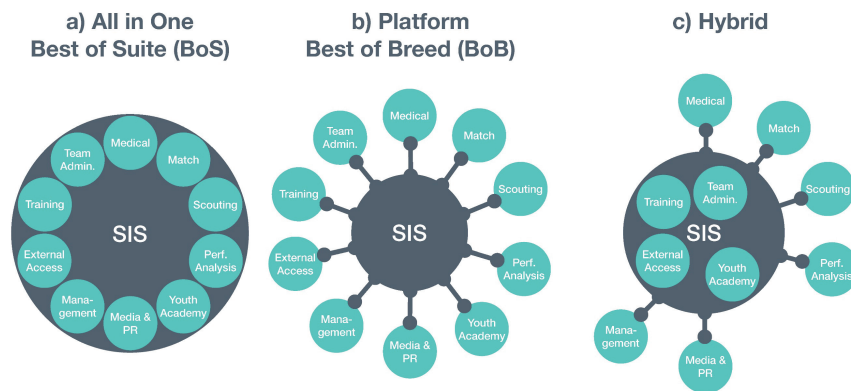 a) All in One
Best of Suite (BoS)
Medical
Team
Admin.
Match
Training
Scouting
SIS
External
Access
Perf.
Analysis
Mana-
gement
Youth
Academy
Media &
PR
b) Platform
Best of Breed (BoB)
Medical
Team
Admin.
Match
Training
Scouting
SIS
External
Access
Perf.
Analysis
Mana-
gement
Youth
Academy
Media &
PR
c) Hybrid
Medical
Match
Team
Admin.
Training
Scouting
SIS
External
Access
Perf.
Analysis
Youth
Academy
Mana-
gement
Media &
PR